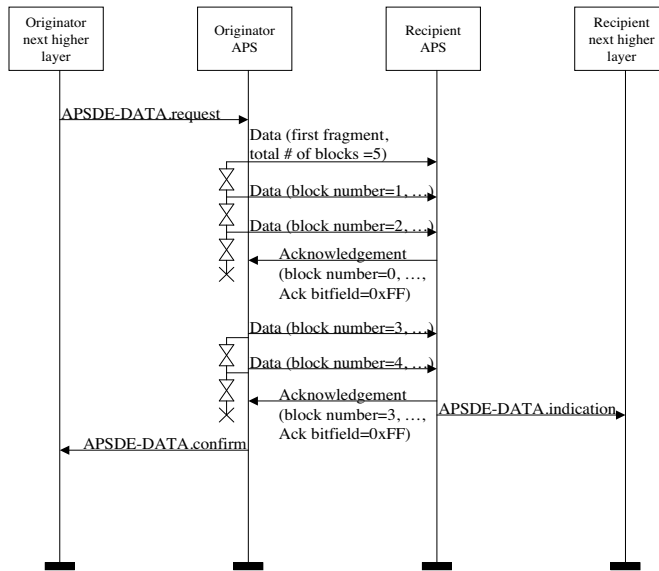 Originator
next higher
layer
Originator
APS
Recipient
APS
Recipient
next higher
layer
APSDE-DATA.request
Data (first fragment,
total # of blocks =5)
Data (block number=1, …)
Data (block number=2, …)
Acknowledgement
(block number=0, …,
Ack bitfield=0xFF)
Data (block number=3, …)
Data (block number=4, …)
Acknowledgement
(block number=3, …,
Ack bitfield=0xFF)
APSDE-DATA.indication
APSDE-DATA.confirm